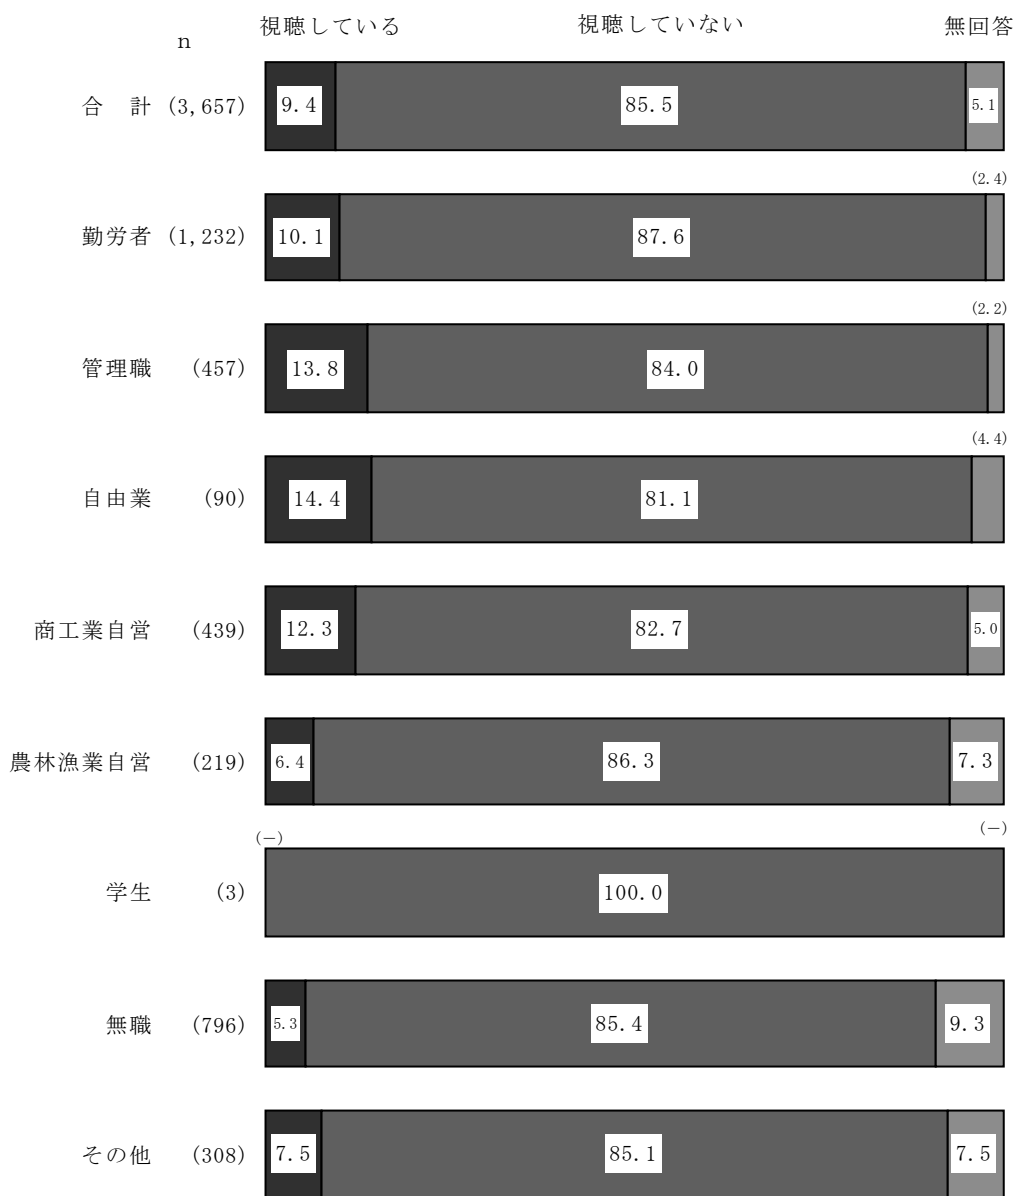 視聴している 視聴していない 無回答
n
合　計 (3,657) 9.4 85.5 5.1
(2.4)
勤労者 (1,232) 10.1 87.6
(2.2)
管理職 (457) 13.8 84.0
(4.4)
自由業 (90) 14.4 81.1
商工業自営 (439) 12.3 82.7 5.0
農林漁業自営 (219) 6.4 86.3 7.3
(－) (－)
学生 (3) 100.0
無職 (796) 5.3 85.4 9.3
その他 (308) 7.5 85.1 7.5